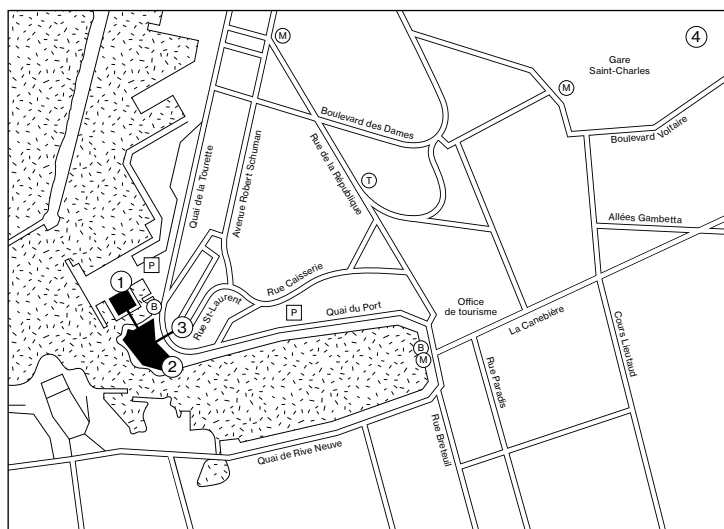 M
4
Gare
Saint-Charles
M
Boulevard des Dames
Boulevard Voltaire
Quai de la Tourette
Avenue Robert Schuman
Rue de la République
T
Allées Gambetta
P
1
Rue Caisserie
B
3
Rue St-Laurent
P
Quai du Port
Office
de tourisme
La Canebière
Cours Lieutaud
2
B
M
Rue Paradis
Rue Breteuil
Quai de Rive Neuve